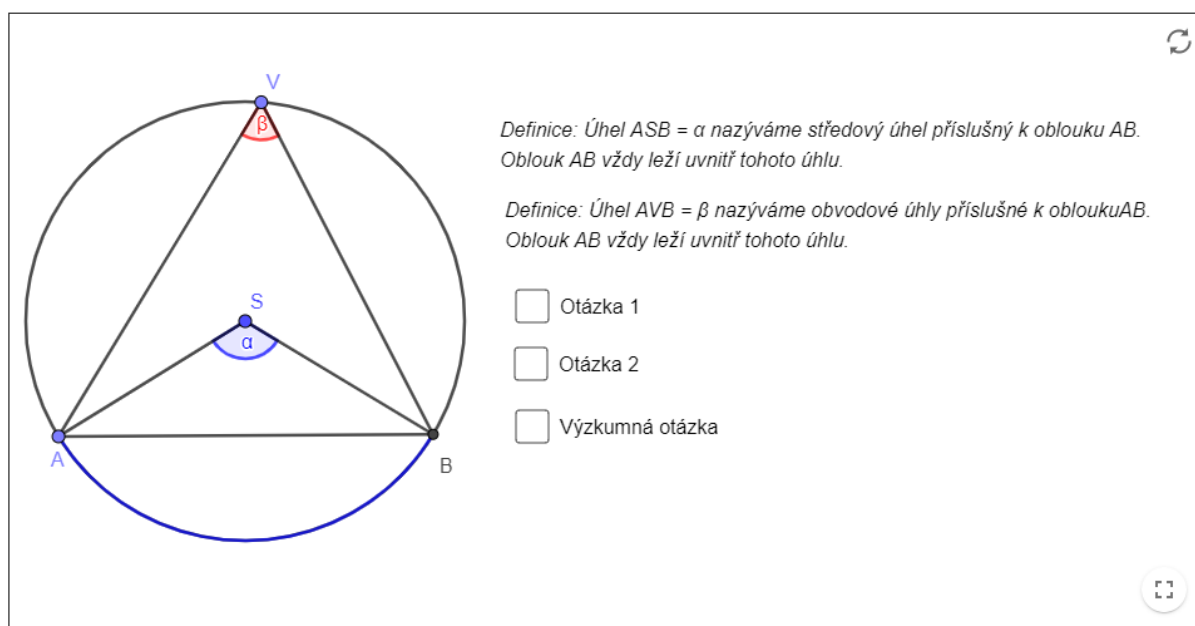 V
β
Definice: Úhel ASB = α nazýváme středový úhel příslušný k oblouku AB.
Oblouk AB vždy leží uvnitř tohoto úhlu.
Definice: Úhel AVB = β nazýváme obvodové úhly příslušné k obloukuAB.
Oblouk AB vždy leží uvnitř tohoto úhlu.
S
α
Otázka 1
Otázka 2
Výzkumná otázka
A
B